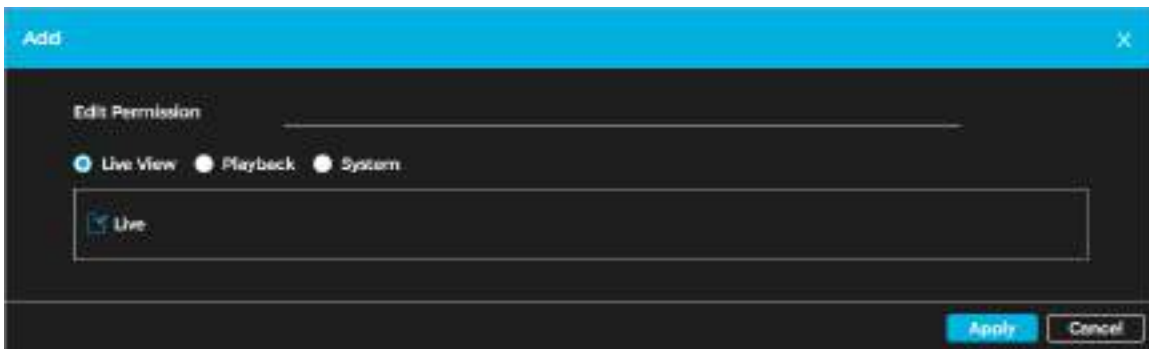 Add X
Edit Permission
Live View Playback System
Live
Apply Cancel